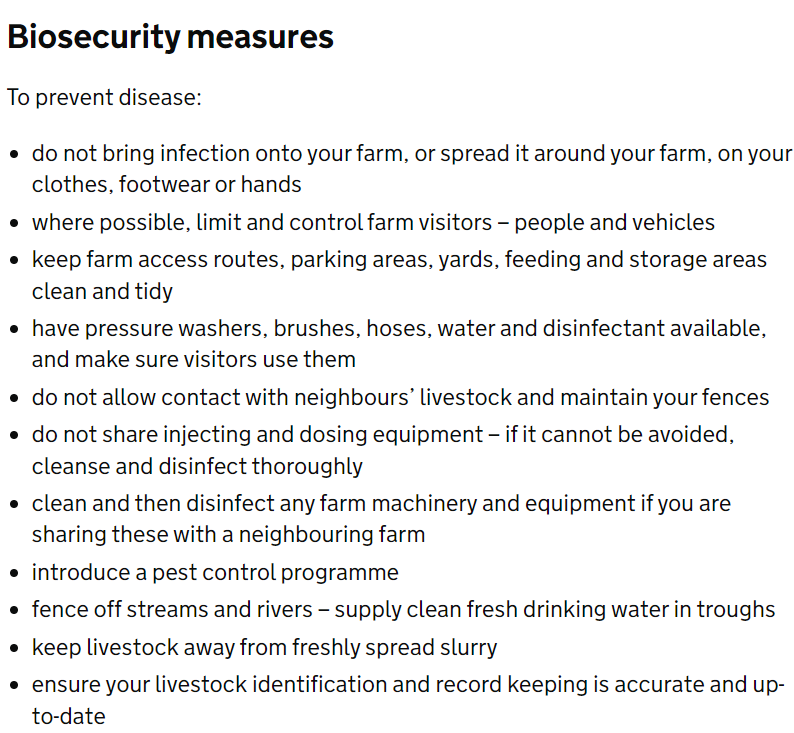 Biosecurity measures
To prevent disease:
• do not bring infection onto your farm, or spread it around your farm, on your
clothes, footwear or hands
• where possible, limit and control farm visitors – people and vehicles
• keep farm access routes, parking areas, yards, feeding and storage areas
clean and tidy
• have pressure washers, brushes, hoses, water and disinfectant available,
and make sure visitors use them
• do not allow contact with neighbours’ livestock and maintain your fences
• do not share injecting and dosing equipment – if it cannot be avoided,
cleanse and disinfect thoroughly
• clean and then disinfect any farm machinery and equipment if you are
sharing these with a neighbouring farm
• introduce a pest control programme
• fence off streams and rivers – supply clean fresh drinking water in troughs
• keep livestock away from freshly spread slurry
• ensure your livestock identification and record keeping is accurate and up-
to-date